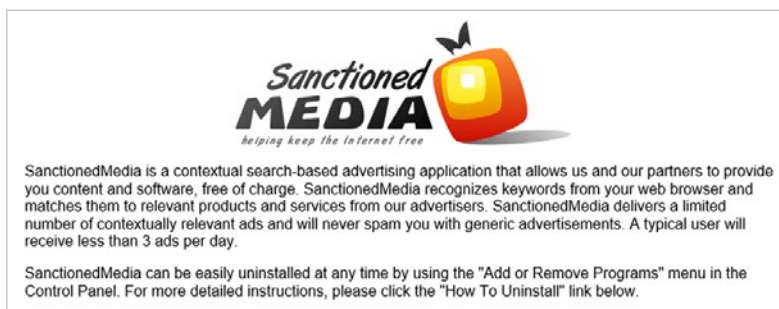 Sanctioned
MEDIA
helping keep the Internet free
SanctionedMedia is a contextual search-based advertising application that allows us and our partners to provide
you content and software, free of charge. SanctionedMedia recognizes keywords from your web browser and
matches them to relevant products and services from our advertisers. SanctionedMedia delivers a limited
number of contextually relevant ads and will never spam you with generic advertisements. A typical user will
receive less than 3 ads per day.
SanctionedMedia can be easily uninstalled at any time by using the "Add or Remove Programs" menu in the
Control Panel. For more detailed instructions, please click the "How To Uninstall" link below.